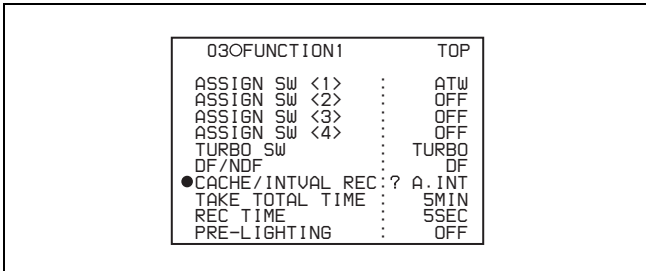 03○FUNCTION1 TOP
ASSIGN SW <1> : ATW
ASSIGN SW <2> : OFF
ASSIGN SW <3> : OFF
ASSIGN SW <4> : OFF
TURBO SW : TURBO
DF/NDF : DF
●CACHE/INTVAL REC:? A.INT
TAKE TOTAL TIME : 5MIN
REC TIME : 5SEC
PRE-LIGHTING : OFF